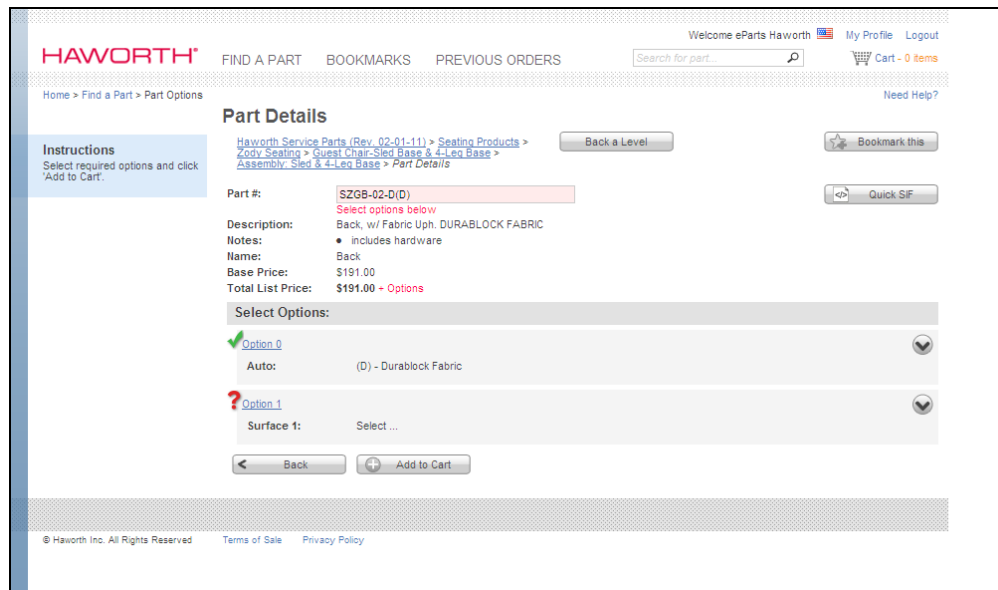 Welcome eParts Haworth My Profile Logout
HAWORTH®
FIND A PART BOOKMARKS PREVIOUS ORDERS
Search for part...
Cart - 0 items
Home > Find a Part > Part Options
Need Help?
Part Details
Instructions
Select required options and click
'Add to Cart'.
Haworth Service Parts (Rev. 02-01-11) > Seating Products >
Zody Seating > Guest Chair-Sled Base & 4-Leg Base >
Assembly: Sled & 4-Leg Base > Part Details
Back a Level
Bookmark this
Part #: SZGB-02-D(D)
Quick SIF
Select options below
Description: Back, w/ Fabric Uph. DURABLOCK FABRIC
Notes: • includes hardware
Name: Back
Base Price: $191.00
Total List Price: $191.00 + Options
Select Options:
Option 0
Auto: (D) - Durablock Fabric
Option 1
Surface 1: Select ...
Back
Add to Cart
© Haworth Inc. All Rights Reserved Terms of Sale Privacy Policy